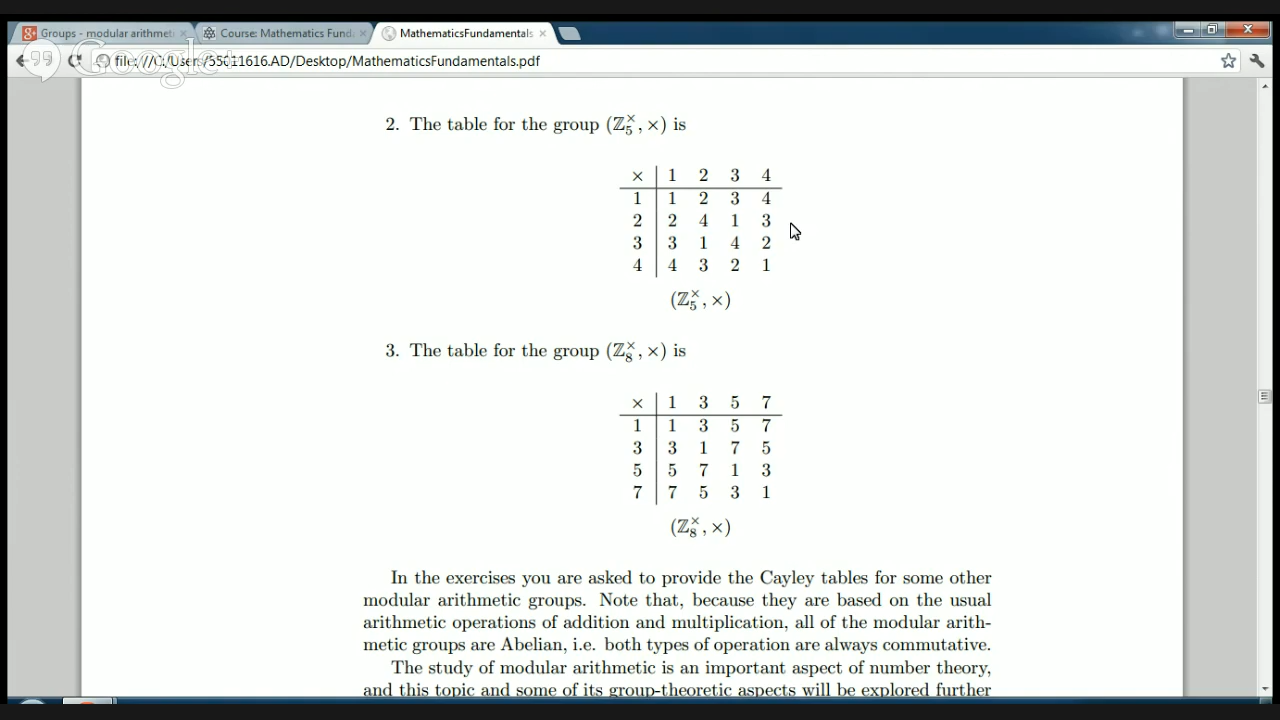 Groups - modular arithmet
Course: Mathematics Fund
MathematicsFundamentals
Google+
file:///C:/Users/55011616.AD/Desktop/MathematicsFundamentals.pdf
2. The table for the group (ℤ₅ˣ, ×) is
× 1 2 3 4
1 1 2 3 4
2 2 4 1 3
3 3 1 4 2
4 4 3 2 1
(ℤ₅ˣ, ×)
3. The table for the group (ℤ₈ˣ, ×) is
× 1 3 5 7
1 1 3 5 7
3 3 1 7 5
5 5 7 1 3
7 7 5 3 1
(ℤ₈ˣ, ×)
In the exercises you are asked to provide the Cayley tables for some other
modular arithmetic groups. Note that, because they are based on the usual
arithmetic operations of addition and multiplication, all of the modular arith-
metic groups are Abelian, i.e. both types of operation are always commutative.
The study of modular arithmetic is an important aspect of number theory,
and this topic and some of its group-theoretic aspects will be explored further